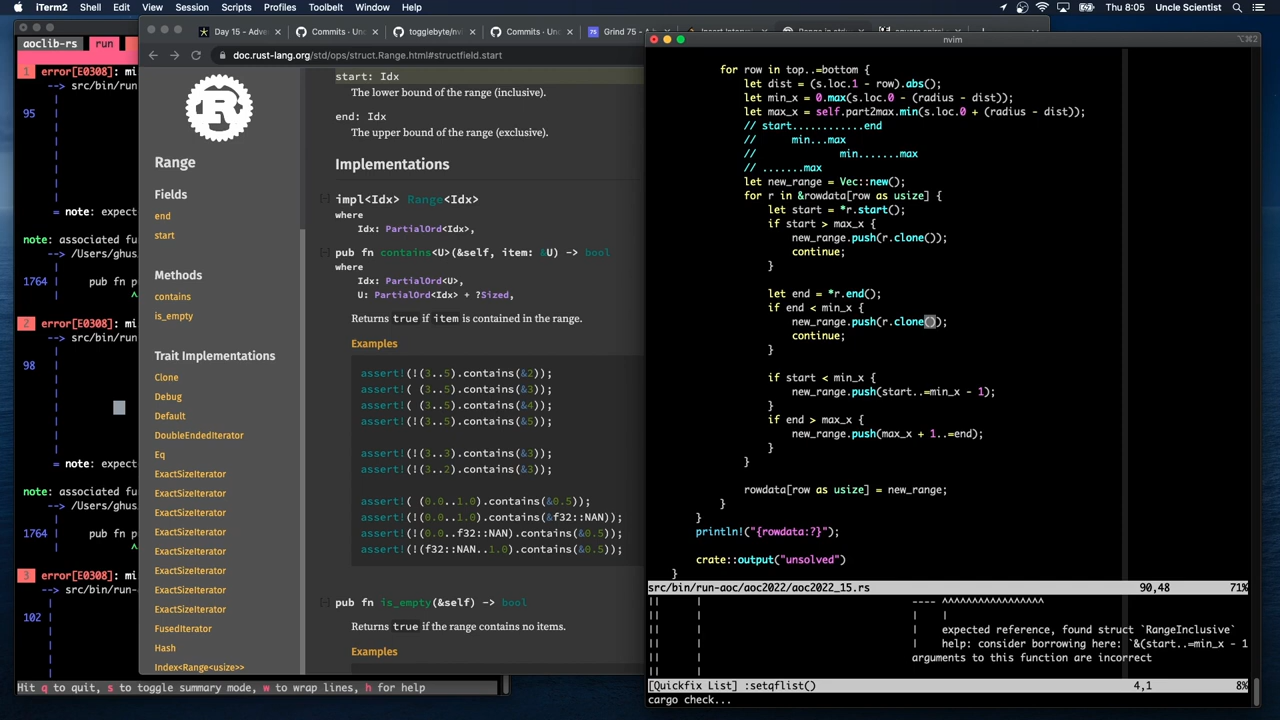 iTerm2 Shell Edit View Session Scripts Profiles Toolbelt Window Help
Thu 8:05 Uncle Scientist
aoclib-rs run
1 error[E0308]: mi
--> src/bin/run
|
95 |
|
|
|
|
|
= note: expect
note: associated fu
--> /Users/ghus
|
1764 | pub fn p
2 error[E0308]: mi
--> src/bin/run
|
98 |
|
|
|
|
|
= note: expect
note: associated fu
--> /Users/ghus
|
1764 | pub fn p
3 error[E0308]: mi
--> src/bin/run-
|
102 |
|
|
Hit q to quit, s to toggle summary mode, w to wrap lines, h for help
Day 15 - Adve Commits · Unc togglebyte/ Commits · Unc Grind 75 - A
doc.rust-lang.org/std/ops/struct.Range.html#structfield.start
Range
Fields
end
start
Methods
contains
is_empty
Trait Implementations
Clone
Debug
Default
DoubleEndedIterator
Eq
ExactSizeIterator
ExactSizeIterator
ExactSizeIterator
ExactSizeIterator
ExactSizeIterator
ExactSizeIterator
ExactSizeIterator
ExactSizeIterator
FusedIterator
Hash
Index<Range<usize>>
start: Idx
The lower bound of the range (inclusive).
end: Idx
The upper bound of the range (exclusive).
Implementations
[-] impl<Idx> Range<Idx>
where
Idx: PartialOrd<Idx>,
[-] pub fn contains<U>(&self, item: &U) -> bool
where
Idx: PartialOrd<U>,
U: PartialOrd<Idx> + ?Sized,
Returns true if item is contained in the range.
Examples
assert!(!(3..5).contains(&2));
assert!( (3..5).contains(&3));
assert!( (3..5).contains(&4));
assert!(!(3..5).contains(&5));
assert!(!(3..3).contains(&3));
assert!(!(3..2).contains(&3));
assert!( (0.0..1.0).contains(&0.5));
assert!(!(0.0..1.0).contains(&f32::NAN));
assert!(!(0.0..f32::NAN).contains(&0.5));
assert!(!(f32::NAN..1.0).contains(&0.5));
[-] pub fn is_empty(&self) -> bool
Returns true if the range contains no items.
Examples
nvim
⌥⌘2
for row in top..=bottom {
let dist = (s.loc.1 - row).abs();
let min_x = 0.max(s.loc.0 - (radius - dist));
let max_x = self.part2max.min(s.loc.0 + (radius - dist));
// start............end
// min...max
// min.......max
// .......max
let new_range = Vec::new();
for r in &rowdata[row as usize] {
let start = *r.start();
if start > max_x {
new_range.push(r.clone());
continue;
}
let end = *r.end();
if end < min_x {
new_range.push(r.clone());
continue;
}
if start < min_x {
new_range.push(start..=min_x - 1);
}
if end > max_x {
new_range.push(max_x + 1..=end);
}
}
rowdata[row as usize] = new_range;
}
}
println!("{rowdata:?}");
crate::output("unsolved")
}
src/bin/run-aoc/aoc2022/aoc2022_15.rs 90,48 71%
|| | ---- ^^^^^^^^^^^^^^^^^
|| | | |
|| | | expected reference, found struct `RangeInclusive`
|| | | help: consider borrowing here: `&(start..=min_x - 1
|| | arguments to this function are incorrect
[Quickfix List] :setqflist() 4,1 8%
cargo check...